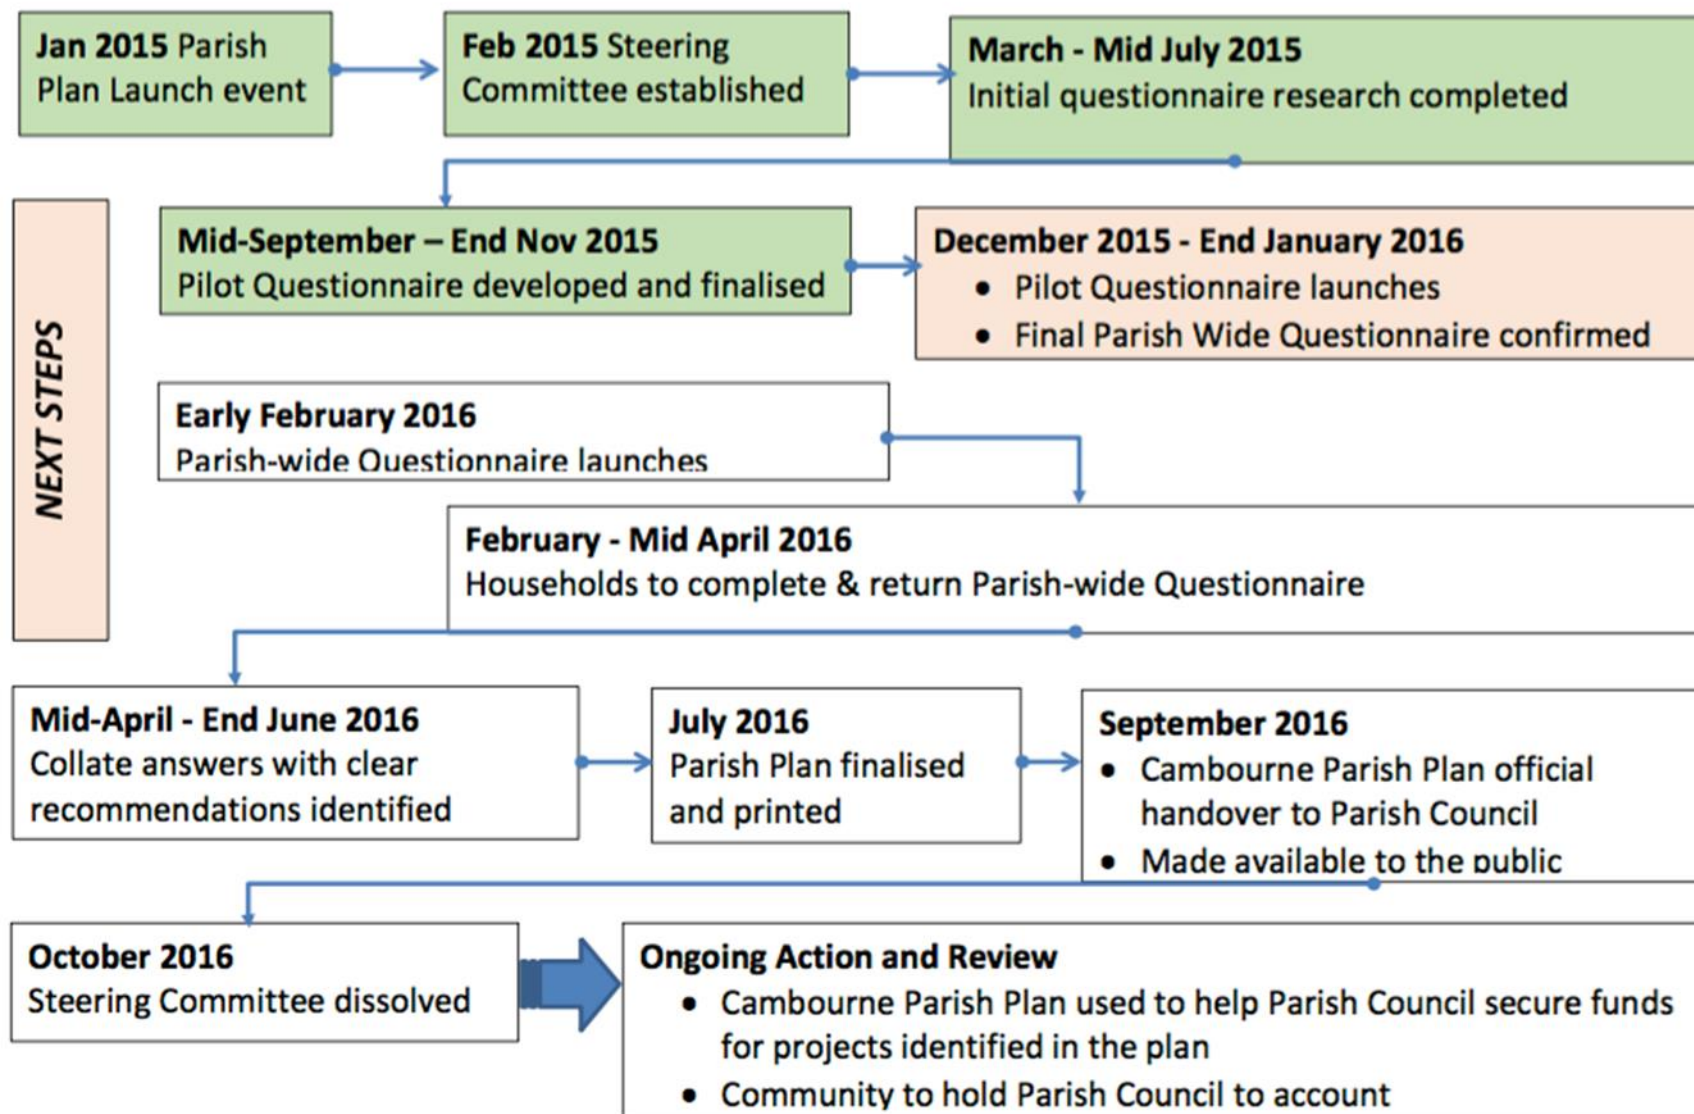 Jan 2015 Parish
Plan Launch event
Feb 2015 Steering
Committee established
March - Mid July 2015
Initial questionnaire research completed
NEXT STEPS
Mid-September – End Nov 2015
Pilot Questionnaire developed and finalised
December 2015 - End January 2016
• Pilot Questionnaire launches
• Final Parish Wide Questionnaire confirmed
Early February 2016
Parish-wide Questionnaire launches
February - Mid April 2016
Households to complete & return Parish-wide Questionnaire
Mid-April - End June 2016
Collate answers with clear
recommendations identified
July 2016
Parish Plan finalised
and printed
September 2016
• Cambourne Parish Plan official
handover to Parish Council
• Made available to the public
October 2016
Steering Committee dissolved
Ongoing Action and Review
• Cambourne Parish Plan used to help Parish Council secure funds
for projects identified in the plan
• Community to hold Parish Council to account